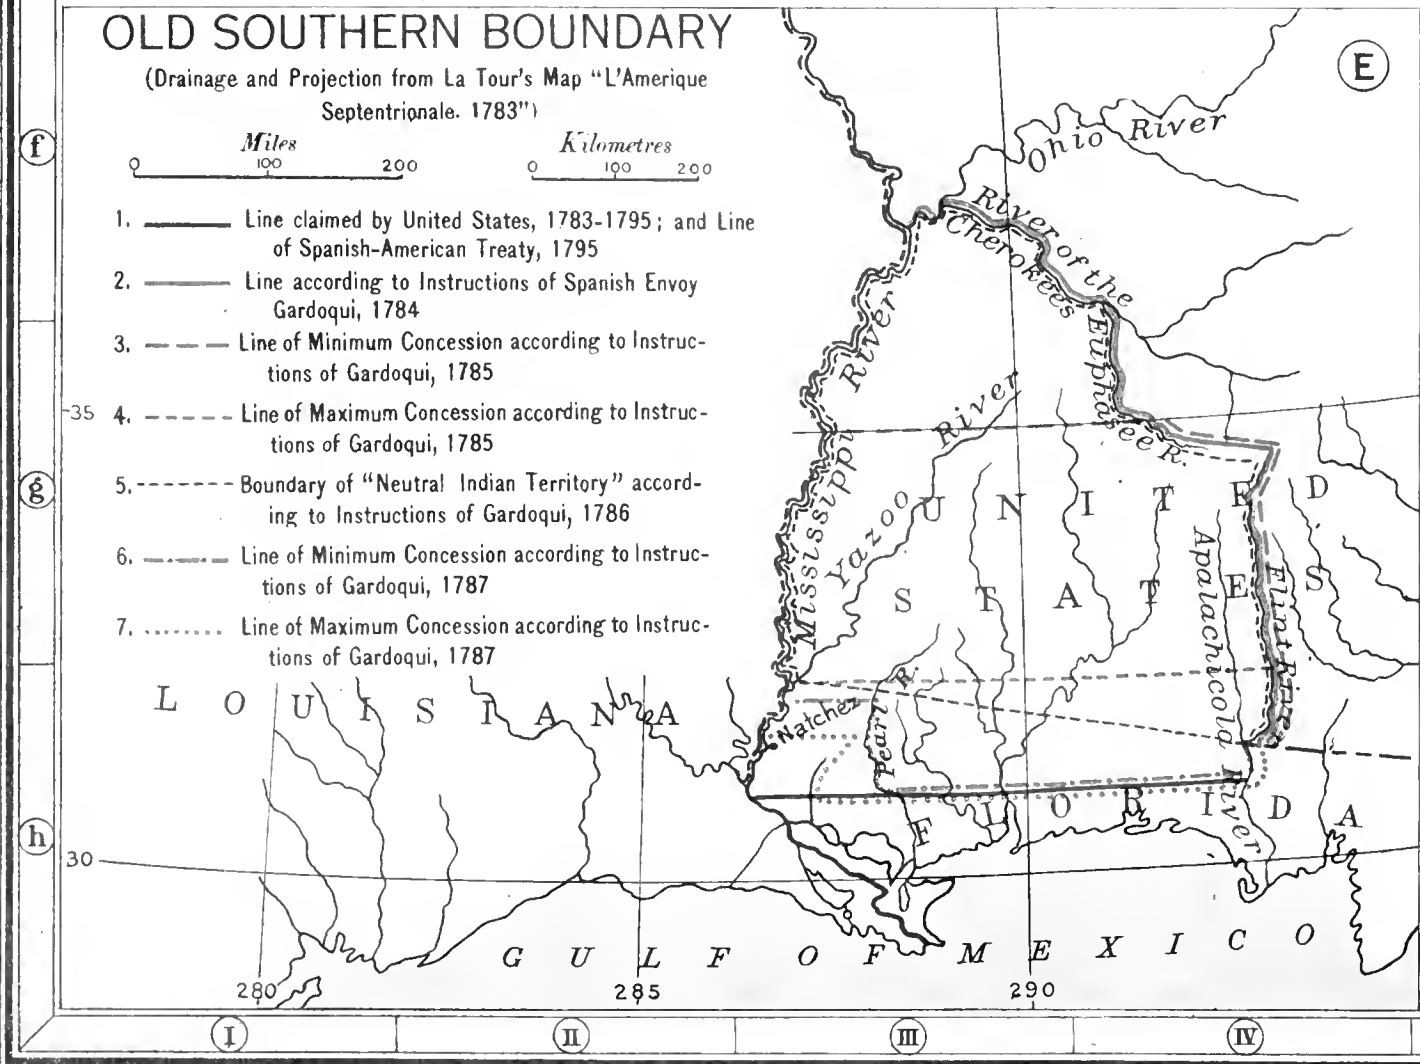 OLD SOUTHERN BOUNDARY
(Drainage and Projection from La Tour's Map "L'Amerique
Septentrionale. 1783")
Miles
0 100 200
Kilometres
0 100 200
1. Line claimed by United States, 1783-1795; and Line
of Spanish-American Treaty, 1795
2. Line according to Instructions of Spanish Envoy
Gardoqui, 1784
3. Line of Minimum Concession according to Instruc-
tions of Gardoqui, 1785
4. Line of Maximum Concession according to Instruc-
tions of Gardoqui, 1785
5. Boundary of "Neutral Indian Territory" accord-
ing to Instructions of Gardoqui, 1786
6. Line of Minimum Concession according to Instruc-
tions of Gardoqui, 1787
7. Line of Maximum Concession according to Instruc-
tions of Gardoqui, 1787
E
f
g
h
35
30
Ohio River
River of the
Cherokees
Euphasee R.
Mississippi River
Yazoo River
UNITED
STATES
Apalachicola River
Flint River
LOUISIANA
Natchez
Pearl R.
FLORIDA
GULF OF MEXICO
280
285
290
I
II
III
IV